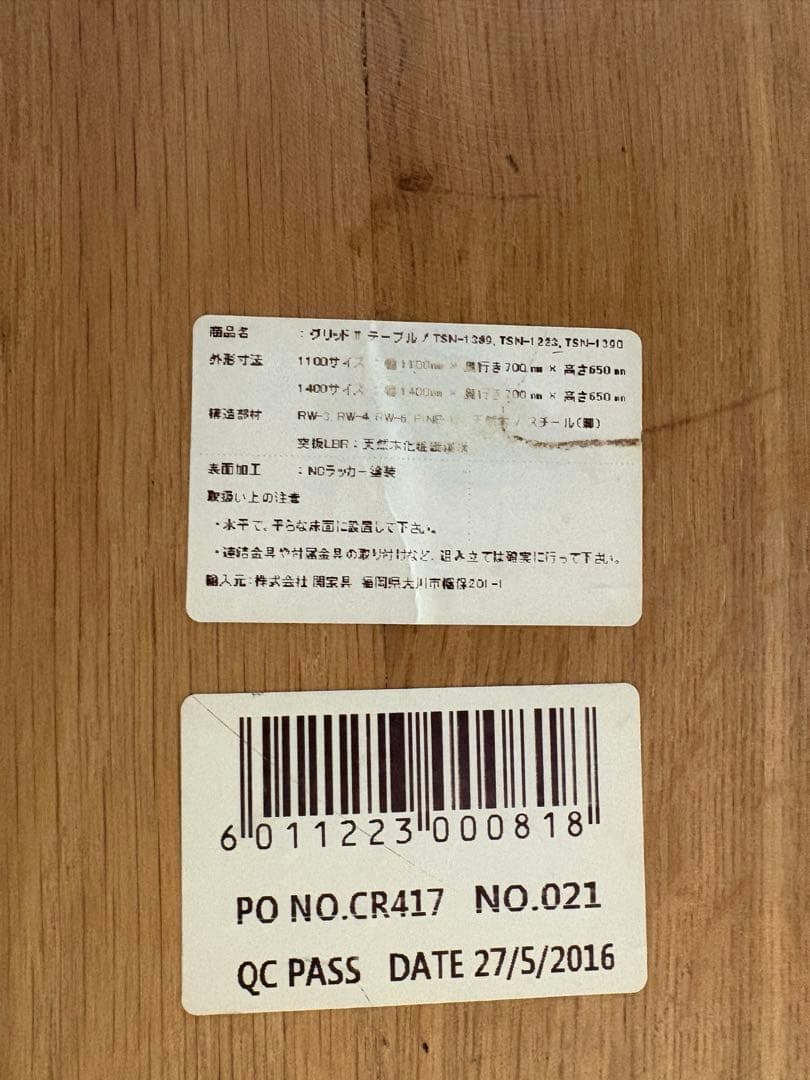 商品名 : グリッドⅡ テーブル / TSN-1389, TSN-1223, TSN-1390
外形寸法 1100サイズ : 幅1100mm × 奥行き700mm × 高さ650mm
1400サイズ : 幅1400mm × 奥行き700mm × 高さ650mm
構造部材 RW-3, RW-4, RW-6, PINE 天然木 / スチール(脚)
突板LBR : 天然木化粧繊維板
表面加工 : NCラッカー塗装
取扱い上の注意
・水平で、平らな床面に設置して下さい。
・連結金具や付属金具の取り付けなど、組み立ては確実に行って下さい。
輸入元:株式会社 関家具 福岡県大川市幡保201-1
6 011223 000818
PO NO.CR417 NO.021
QC PASS DATE 27/5/2016